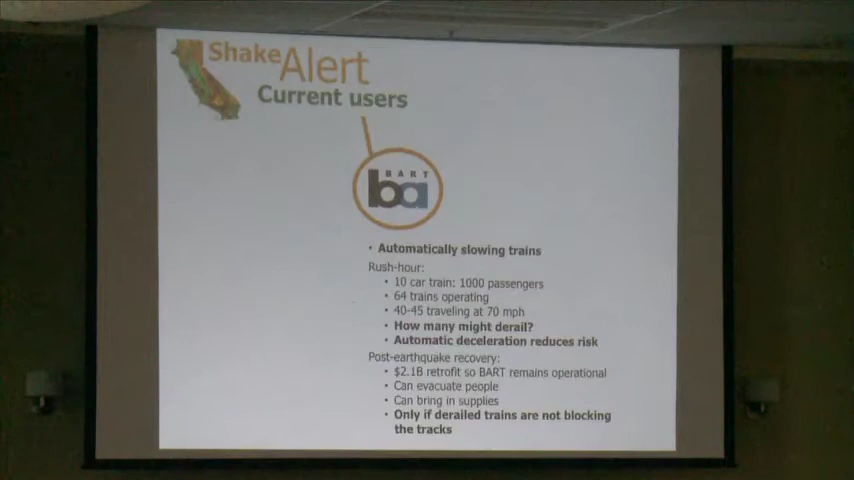 ShakeAlert
Current users
BART
ba
• Automatically slowing trains
Rush-hour:
• 10 car train: 1000 passengers
• 64 trains operating
• 40-45 traveling at 70 mph
• How many might derail?
• Automatic deceleration reduces risk
Post-earthquake recovery:
• $2.1B retrofit so BART remains operational
• Can evacuate people
• Can bring in supplies
• Only if derailed trains are not blocking
the tracks